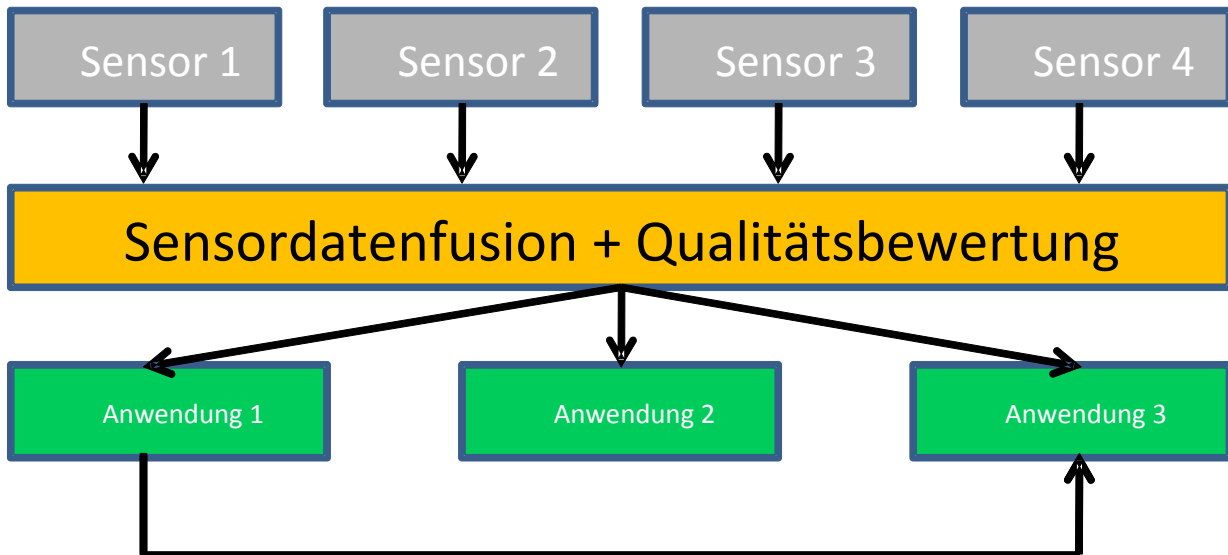 Sensor 1
Sensor 2
Sensor 3
Sensor 4
Sensordatenfusion + Qualitätsbewertung
Anwendung 1
Anwendung 2
Anwendung 3